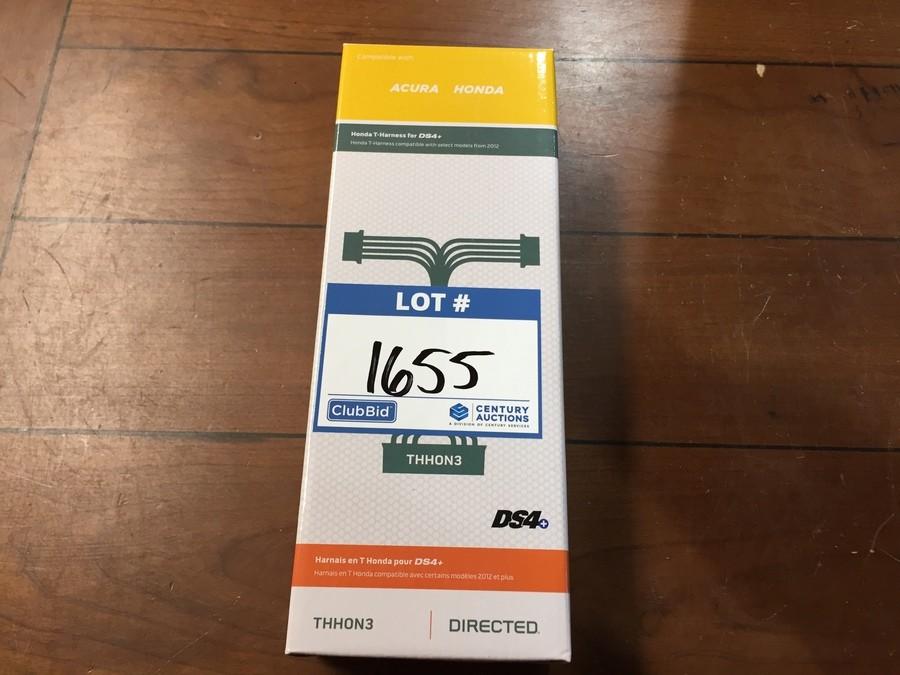 Compatible with
ACURA HONDA
Honda T-Harness for DS4+
Honda T-Harness compatible with select models from 2012
LOT #
1655
ClubBid
CENTURY AUCTIONS
A DIVISION OF CENTURY SERVICES
THHON3
DS4+
Harnais en T Honda pour DS4+
Harnais en T Honda compatible avec certains modèles 2012 et plus
THHON3 DIRECTED